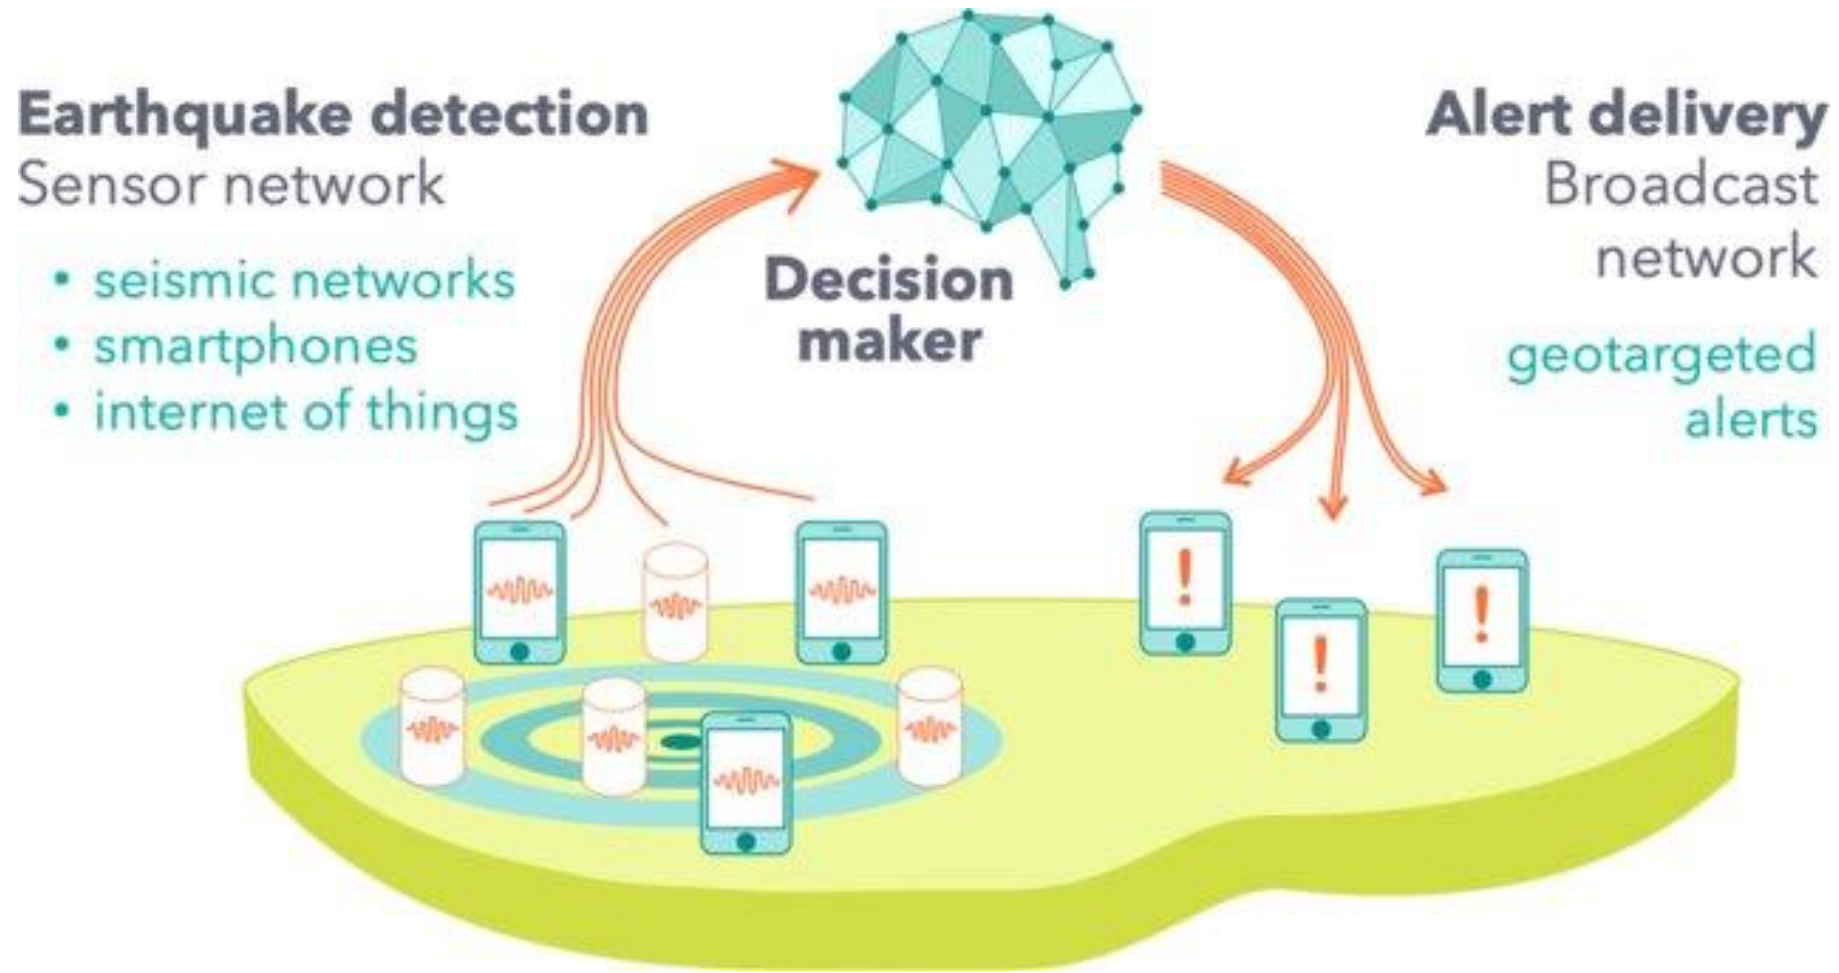 Earthquake detection
Sensor network
• seismic networks
• smartphones
• internet of things
Decision
maker
Alert delivery
Broadcast
network
geotargeted
alerts
!
!
!